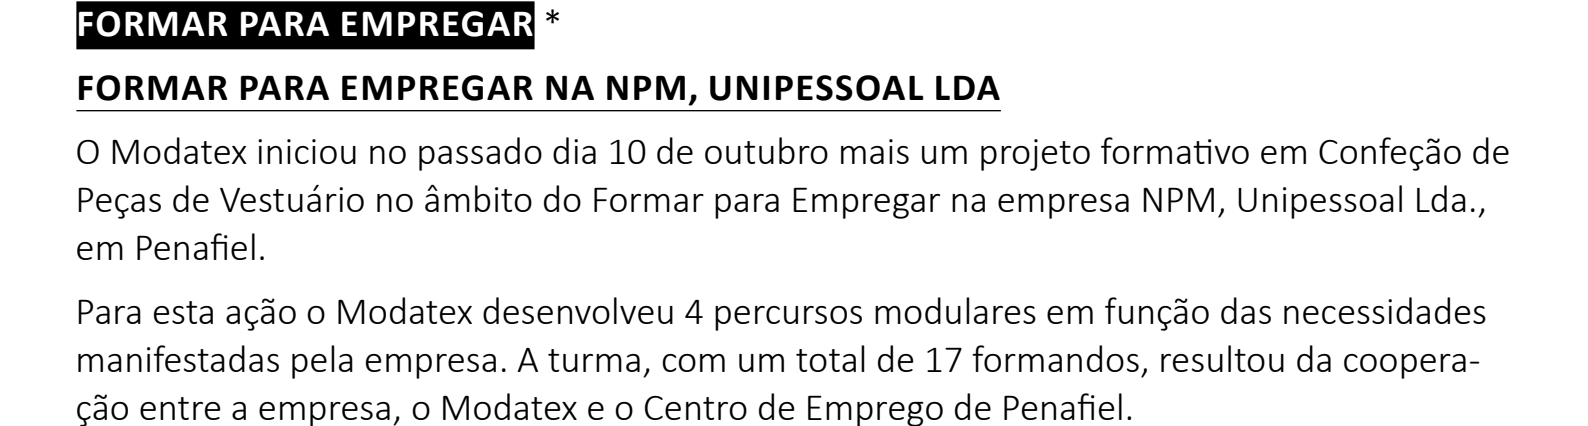 FORMAR PARA EMPREGAR *
FORMAR PARA EMPREGAR NA NPM, UNIPESSOAL LDA
O Modatex iniciou no passado dia 10 de outubro mais um projeto formativo em Confeção de
Peças de Vestuário no âmbito do Formar para Empregar na empresa NPM, Unipessoal Lda.,
em Penafiel.
Para esta ação o Modatex desenvolveu 4 percursos modulares em função das necessidades
manifestadas pela empresa. A turma, com um total de 17 formandos, resultou da coopera-
ção entre a empresa, o Modatex e o Centro de Emprego de Penafiel.